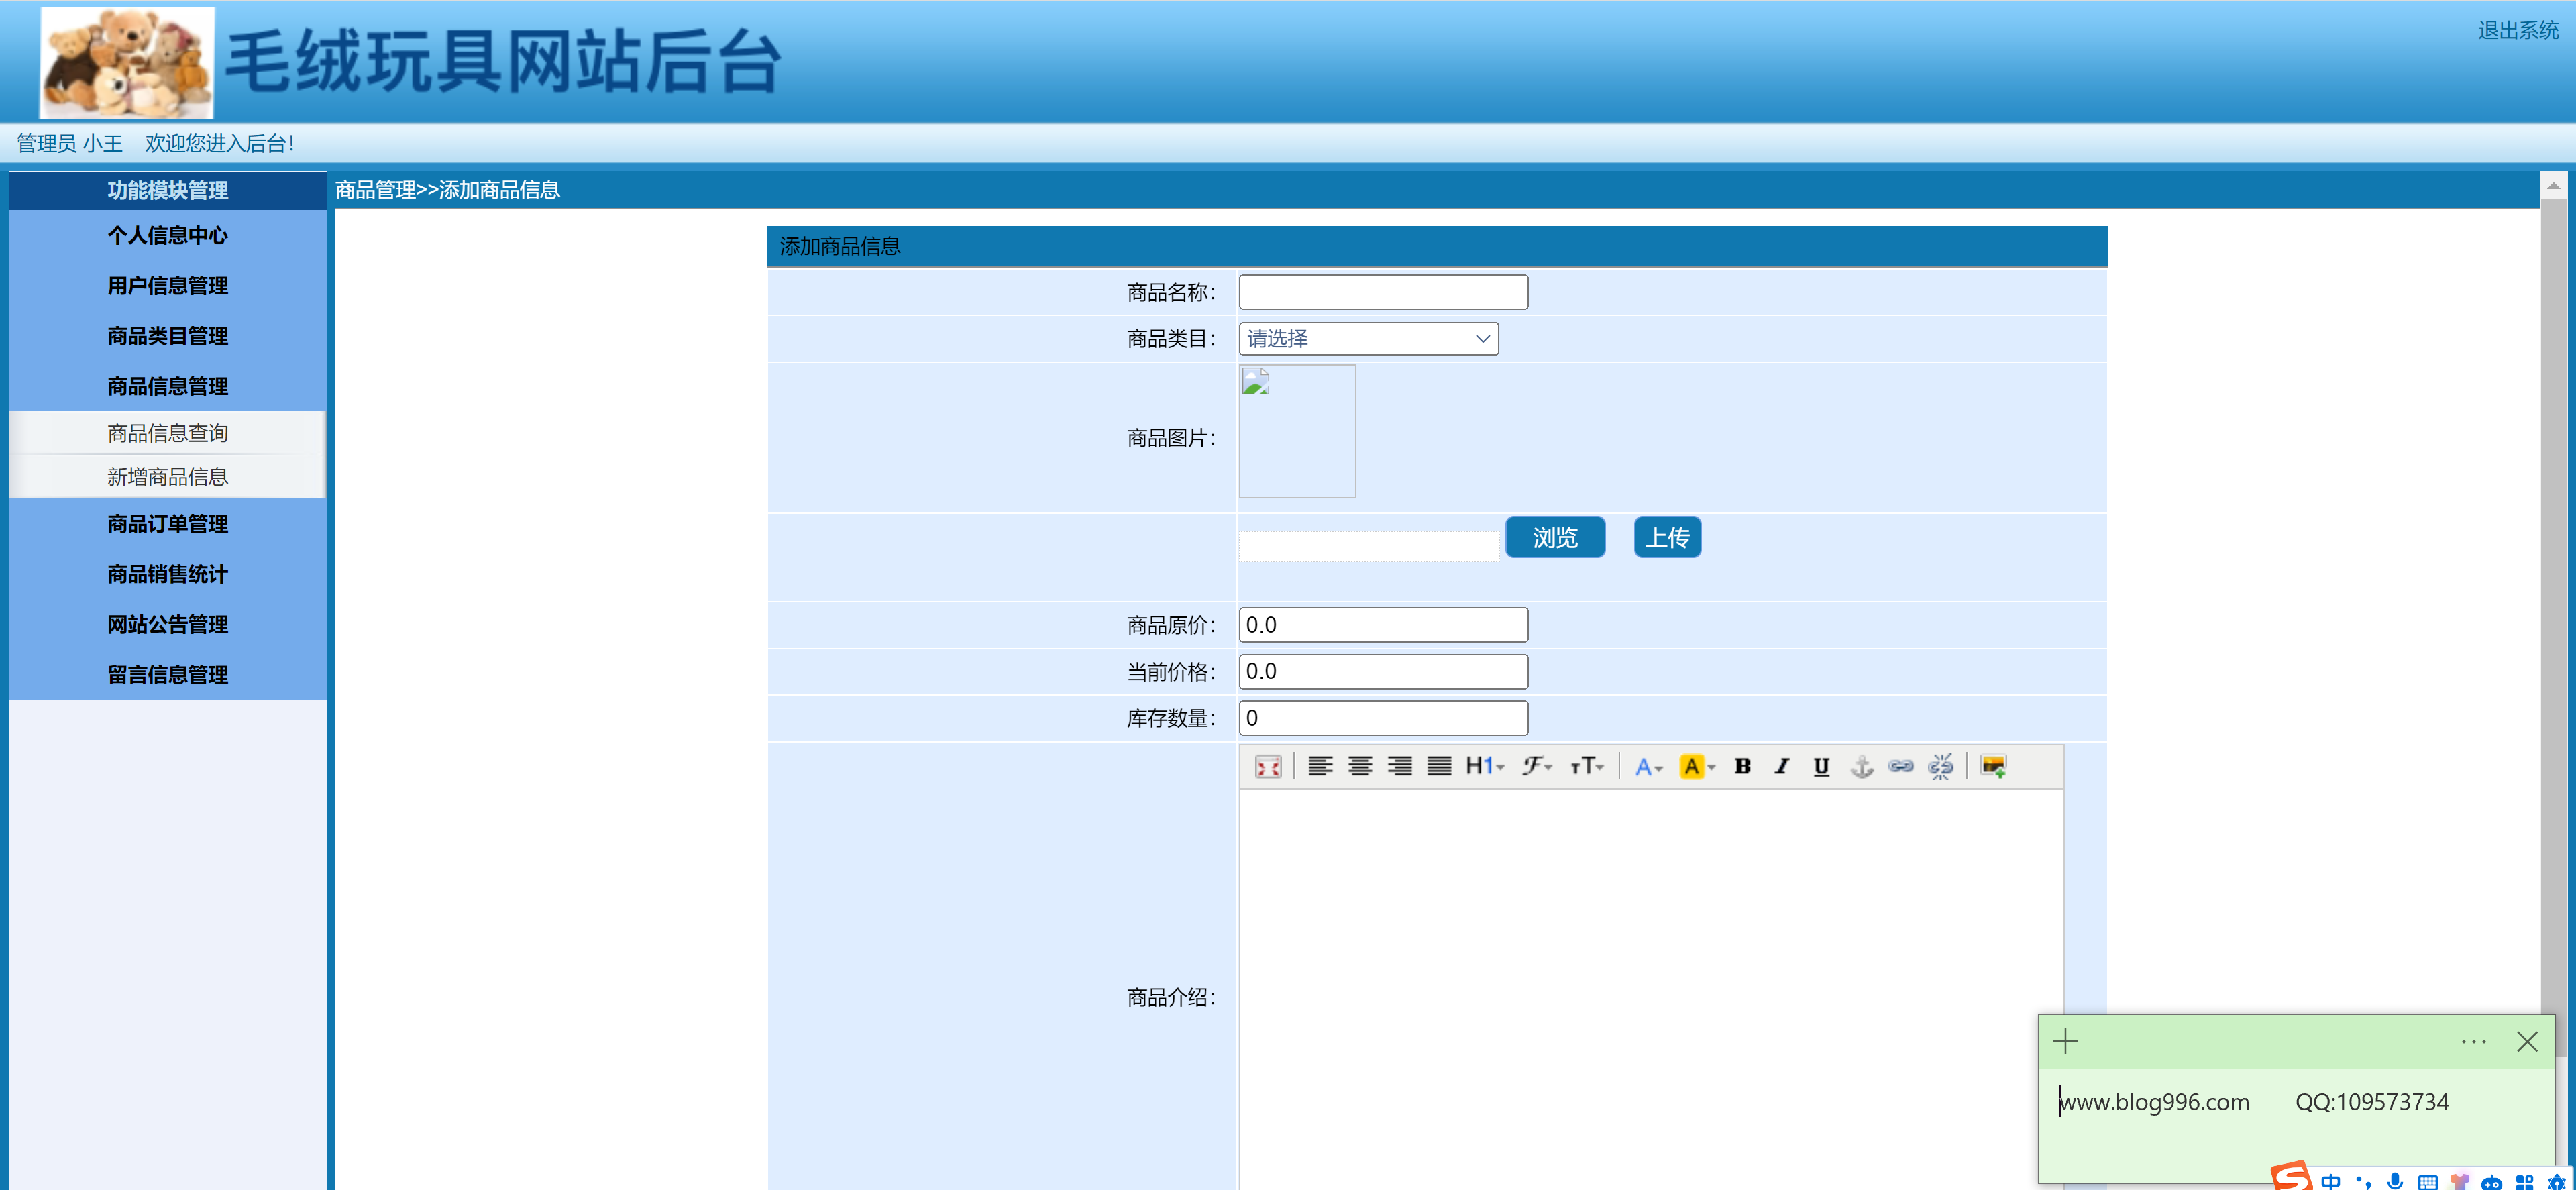 毛绒玩具网站后台
退出系统
管理员 小王 欢迎您进入后台！
功能模块管理
个人信息中心
用户信息管理
商品类目管理
商品信息管理
商品信息查询
新增商品信息
商品订单管理
商品销售统计
网站公告管理
留言信息管理
商品管理>>添加商品信息
添加商品信息
商品名称：
商品类目： 请选择
商品图片：
浏览 上传
商品原价： 0.0
当前价格： 0.0
库存数量： 0
H1 F TT A A B I U
商品介绍：
www.blog996.com QQ:109573734
中